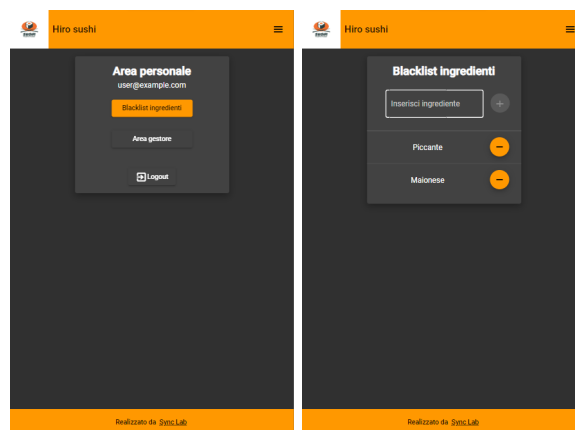 Hiro sushi
Area personale
user@example.com
Blacklist ingredienti
Area gestore
Logout
Realizzato da Sync Lab
Hiro sushi
Blacklist ingredienti
Inserisci ingrediente
+
Piccante
−
Maionese
−
Realizzato da Sync Lab